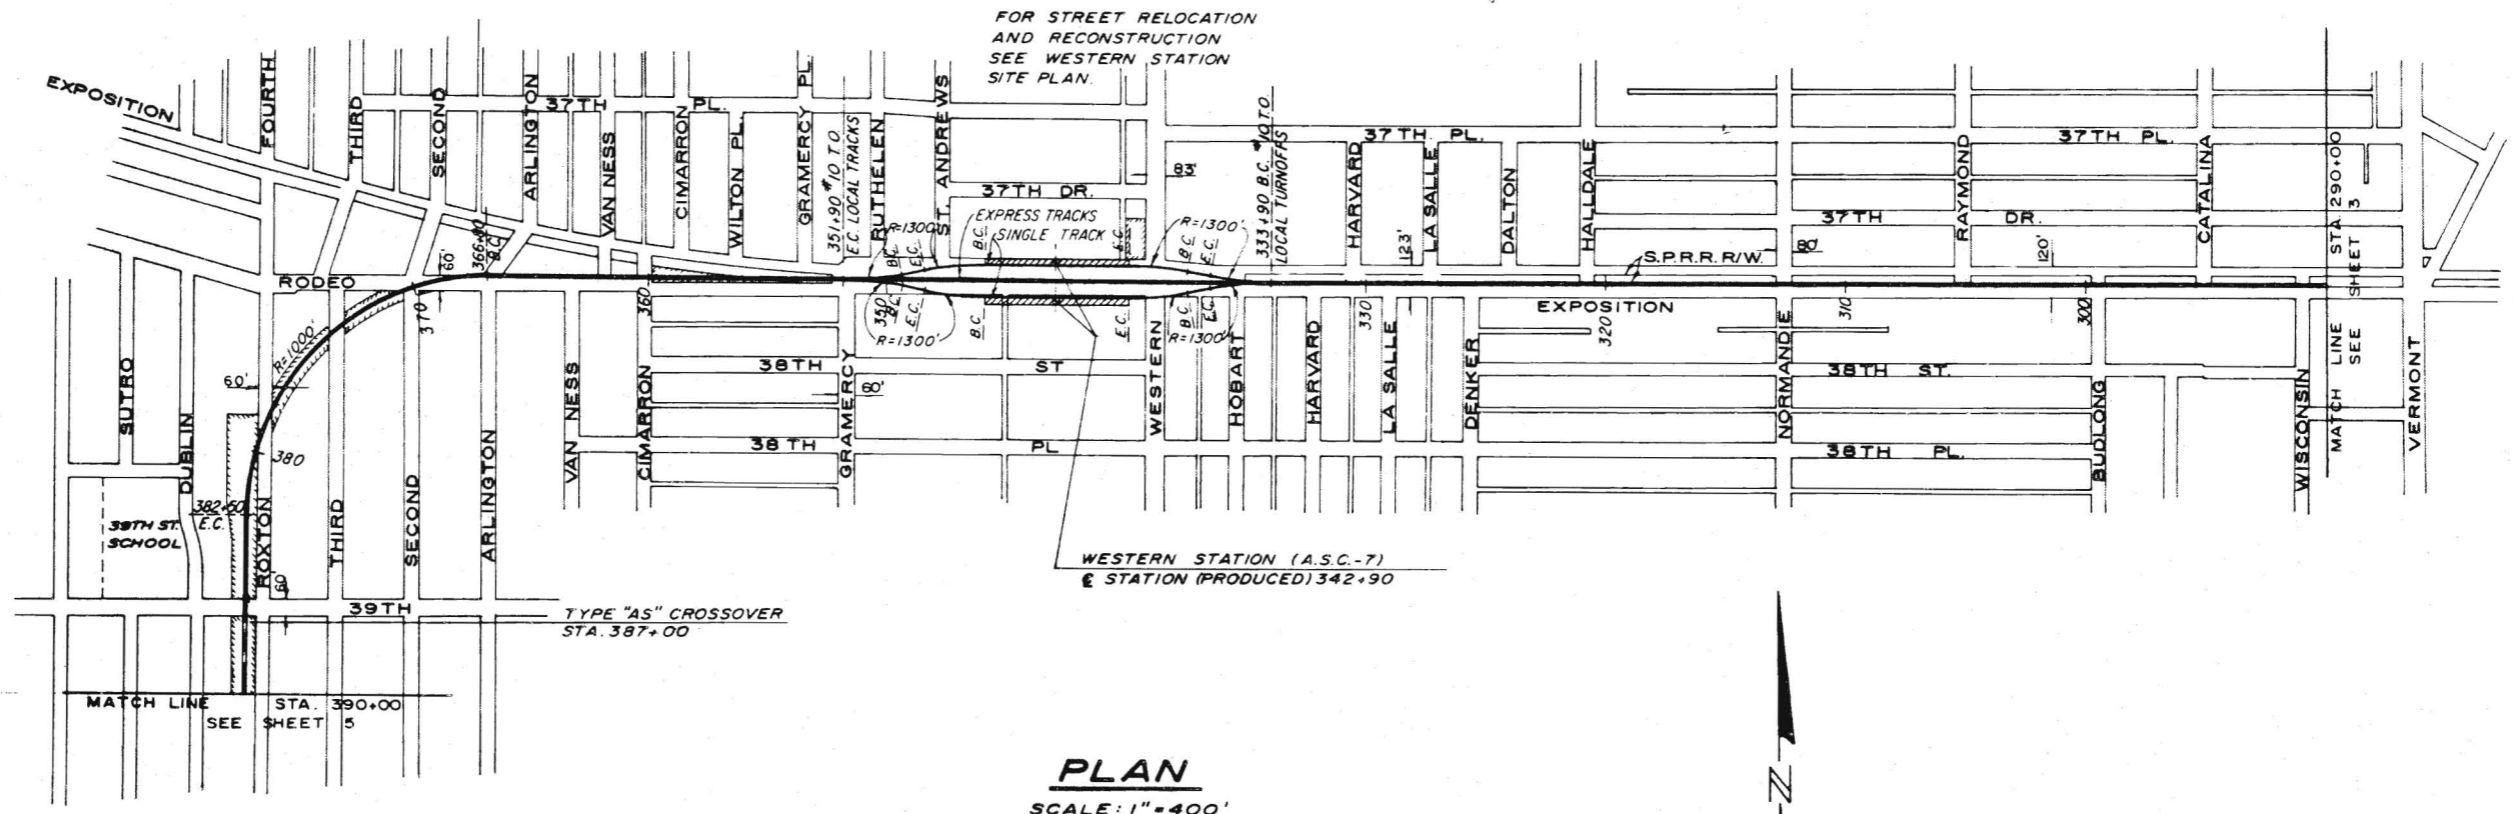 FOR STREET RELOCATION
AND RECONSTRUCTION
SEE WESTERN STATION
SITE PLAN.
EXPOSITION
FOURTH
THIRD
SECOND
ARLINGTON
37TH PL.
VAN NESS
CIMARRON
WILTON PL.
GRAMERCY PL.
351+90 #10 T.O.
E.C. LOCAL TRACKS
RUTHELEN
ST. ANDREWS
37TH DR.
EXPRESS TRACKS
SINGLE TRACK
83'
333+90 B.C. #10 T.O.
LOCAL TURNOFFS
HARVARD
37TH. PL.
LA SALLE
DALTON
HALLDALE
RAYMOND
37TH PL.
CATALINA
37TH DR.
80'
120'
123'
S.P.R.R. R/W.
MATCH LINE STA. 290+00
SEE SHEET 3
366+90
B.C.
60'
RODEO
R=1300'
B.C.
E.C.
B.C.
E.C.
R=1300'
B.C.
E.C.
360
350
B.C.
E.C.
R=1300'
B.C.
E.C.
R=1300'
B.C.
E.C.
EXPOSITION
330
320
310
300
370
R=1000'
60'
380
382+50
E.C.
SUTRO
DUBLIN
39TH ST.
SCHOOL
ROXTON
THIRD
SECOND
ARLINGTON
VAN NESS
CIMARRON
38TH ST
GRAMERCY
60'
38TH PL
WESTERN
HOBART
HARVARD
LA SALLE
DENKER
NORMANDIE
38TH ST.
38TH PL.
BUDLONG
WISCONSIN
VERMONT
60'
39TH
WESTERN STATION (A.S.C.-7)
℄ STATION (PRODUCED) 342+90
TYPE "AS" CROSSOVER
STA. 387+00
MATCH LINE STA. 390+00
SEE SHEET 5
PLAN
SCALE: 1"=400'
N